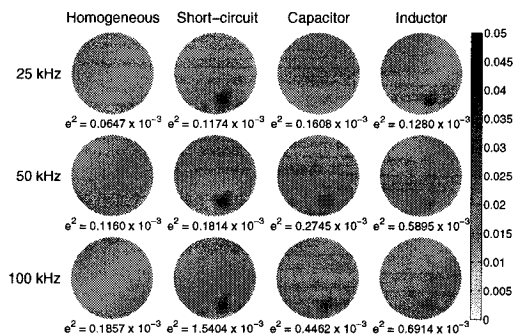 Homogeneous Short-circuit Capacitor Inductor
25 kHz
e² = 0.0647 x 10⁻³ e² = 0.1174 x 10⁻³ e² = 0.1608 x 10⁻³ e² = 0.1280 x 10⁻³
50 kHz
e² = 0.1160 x 10⁻³ e² = 0.1814 x 10⁻³ e² = 0.2745 x 10⁻³ e² = 0.5895 x 10⁻³
100 kHz
e² = 0.1857 x 10⁻³ e² = 1.5404 x 10⁻³ e² = 0.4462 x 10⁻³ e² = 0.6914 x 10⁻³
0.05
0.045
0.04
0.035
0.03
0.025
0.02
0.015
0.01
0.005
0